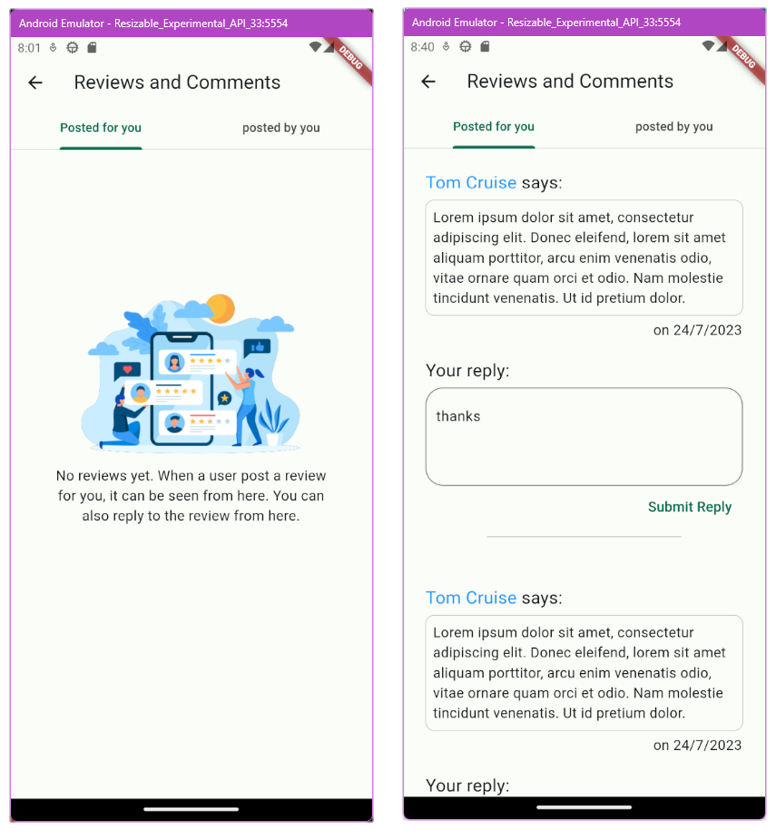 Android Emulator - Resizable_Experimental_API_33:5554
8:01
DEBUG
Reviews and Comments
Posted for you
posted by you
No reviews yet. When a user post a review
for you, it can be seen from here. You can
also reply to the review from here.
Android Emulator - Resizable_Experimental_API_33:5554
8:40
DEBUG
Reviews and Comments
Posted for you
posted by you
Tom Cruise says:
Lorem ipsum dolor sit amet, consectetur
adipiscing elit. Donec eleifend, lorem sit amet
aliquam porttitor, arcu enim venenatis odio,
vitae ornare quam orci et odio. Nam molestie
tincidunt venenatis. Ut id pretium dolor.
on 24/7/2023
Your reply:
thanks
Submit Reply
Tom Cruise says:
Lorem ipsum dolor sit amet, consectetur
adipiscing elit. Donec eleifend, lorem sit amet
aliquam porttitor, arcu enim venenatis odio,
vitae ornare quam orci et odio. Nam molestie
tincidunt venenatis. Ut id pretium dolor.
on 24/7/2023
Your reply: